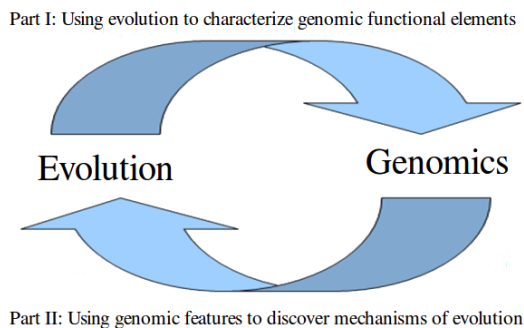 Part I: Using evolution to characterize genomic functional elements
Evolution
Genomics
Part II: Using genomic features to discover mechanisms of evolution